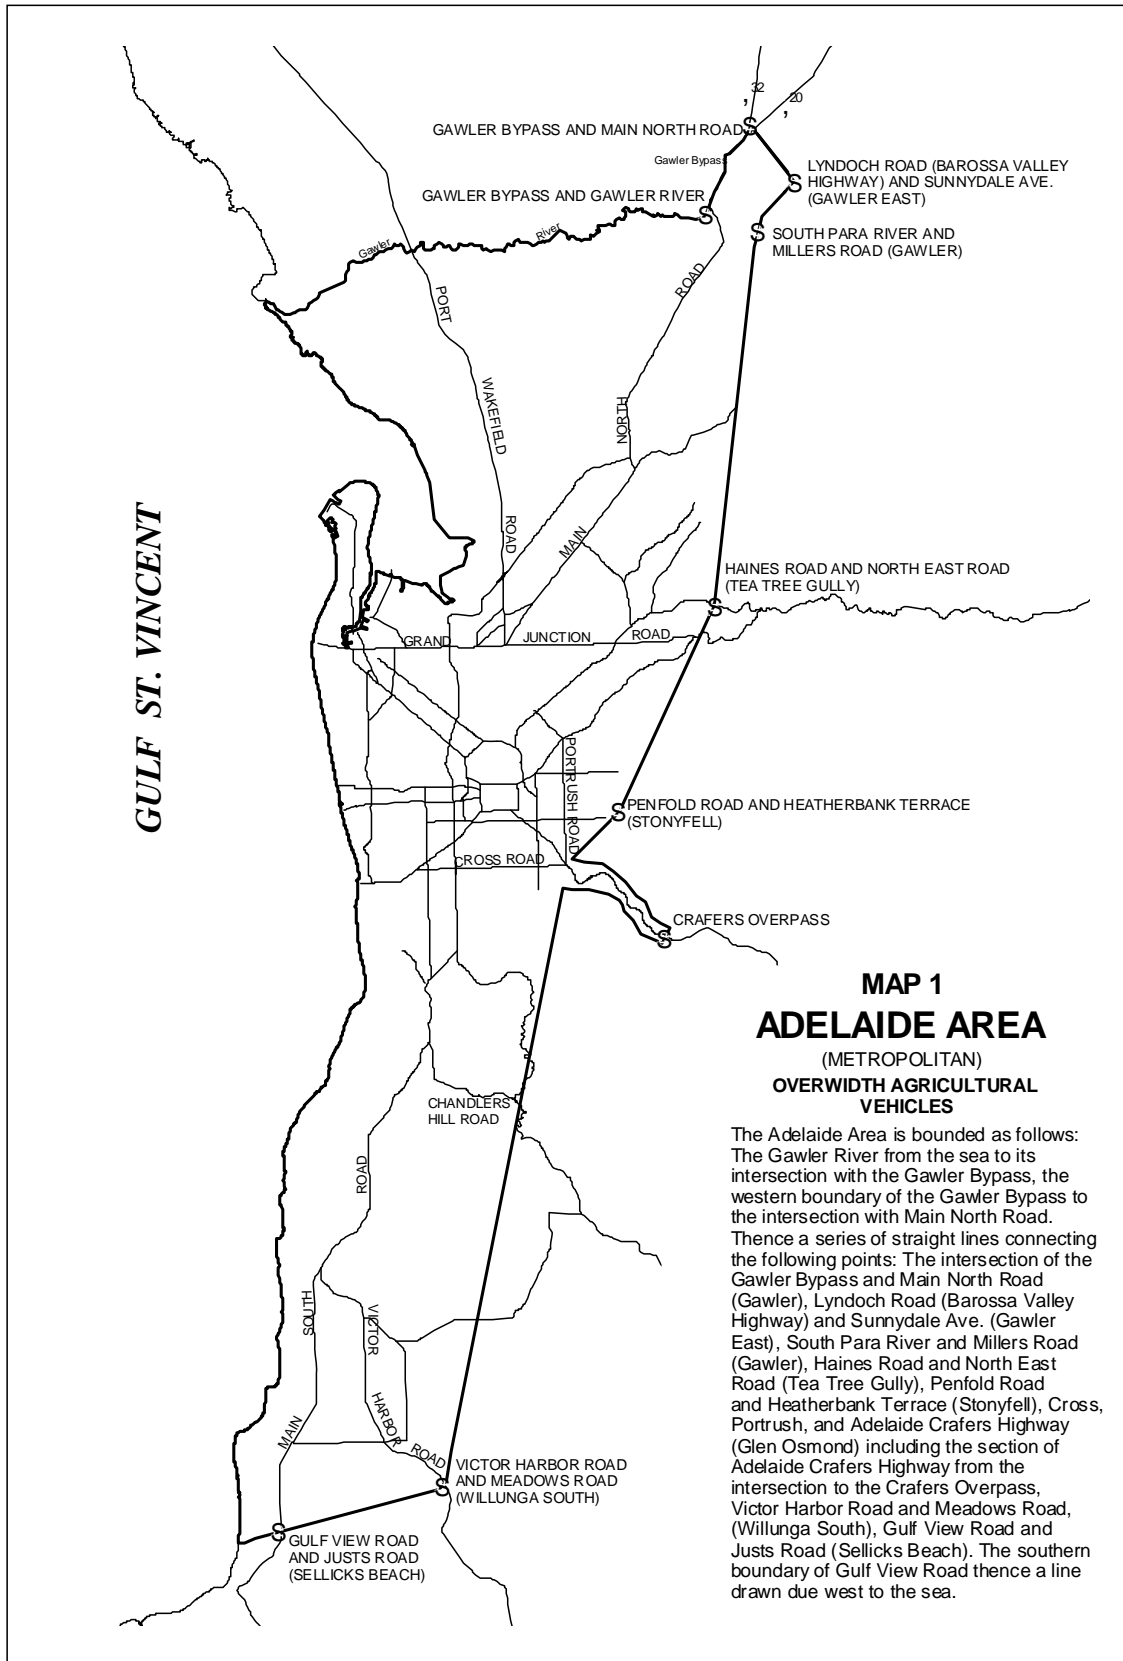 32
20
GAWLER BYPASS AND MAIN NORTH ROAD
S
Gawler Bypass
LYNDOCH ROAD (BAROSSA VALLEY
HIGHWAY) AND SUNNYDALE AVE.
(GAWLER EAST)
S
GAWLER BYPASS AND GAWLER RIVER
S
SOUTH PARA RIVER AND
MILLERS ROAD (GAWLER)
S
Gawler
River
PORT
WAKEFIELD
ROAD
ROAD
NORTH
MAIN
GULF ST. VINCENT
HAINES ROAD AND NORTH EAST ROAD
(TEA TREE GULLY)
S
GRAND
JUNCTION
ROAD
PORTRUSH ROAD
S
PENFOLD ROAD AND HEATHERBANK TERRACE
(STONYFELL)
CROSS ROAD
CRAFERS OVERPASS
S
CHANDLERS
HILL ROAD
ROAD
SOUTH
MAIN
VICTOR
HARBOR
ROAD
S
VICTOR HARBOR ROAD
AND MEADOWS ROAD
(WILLUNGA SOUTH)
S
GULF VIEW ROAD
AND JUSTS ROAD
(SELLICKS BEACH)
MAP 1
ADELAIDE AREA
(METROPOLITAN)
OVERWIDTH AGRICULTURAL
VEHICLES
The Adelaide Area is bounded as follows:
The Gawler River from the sea to its
intersection with the Gawler Bypass, the
western boundary of the Gawler Bypass to
the intersection with Main North Road.
Thence a series of straight lines connecting
the following points: The intersection of the
Gawler Bypass and Main North Road
(Gawler), Lyndoch Road (Barossa Valley
Highway) and Sunnydale Ave. (Gawler
East), South Para River and Millers Road
(Gawler), Haines Road and North East
Road (Tea Tree Gully), Penfold Road
and Heatherbank Terrace (Stonyfell), Cross,
Portrush, and Adelaide Crafers Highway
(Glen Osmond) including the section of
Adelaide Crafers Highway from the
intersection to the Crafers Overpass,
Victor Harbor Road and Meadows Road,
(Willunga South), Gulf View Road and
Justs Road (Sellicks Beach). The southern
boundary of Gulf View Road thence a line
drawn due west to the sea.